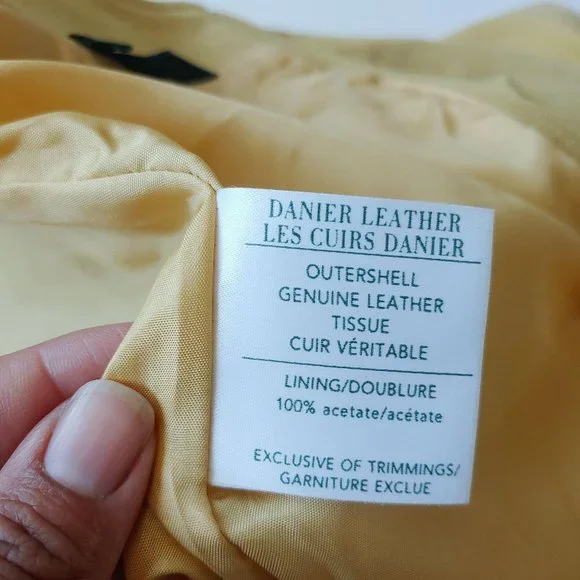 DANIER LEATHER
LES CUIRS DANIER
OUTERSHELL
GENUINE LEATHER
TISSUE
CUIR VÉRITABLE
LINING/DOUBLURE
100% acetate/acétate
EXCLUSIVE OF TRIMMINGS/
GARNITURE EXCLUE